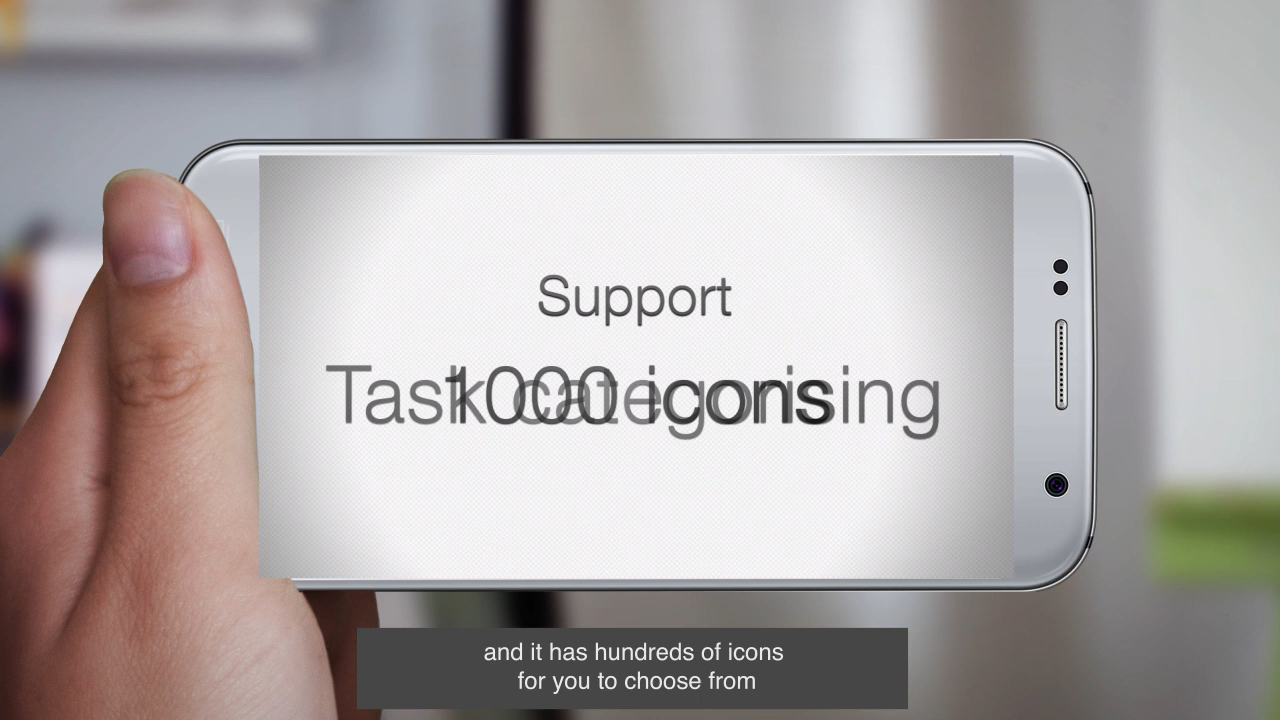 Support
Task categorising
1000 icons
and it has hundreds of icons
for you to choose from